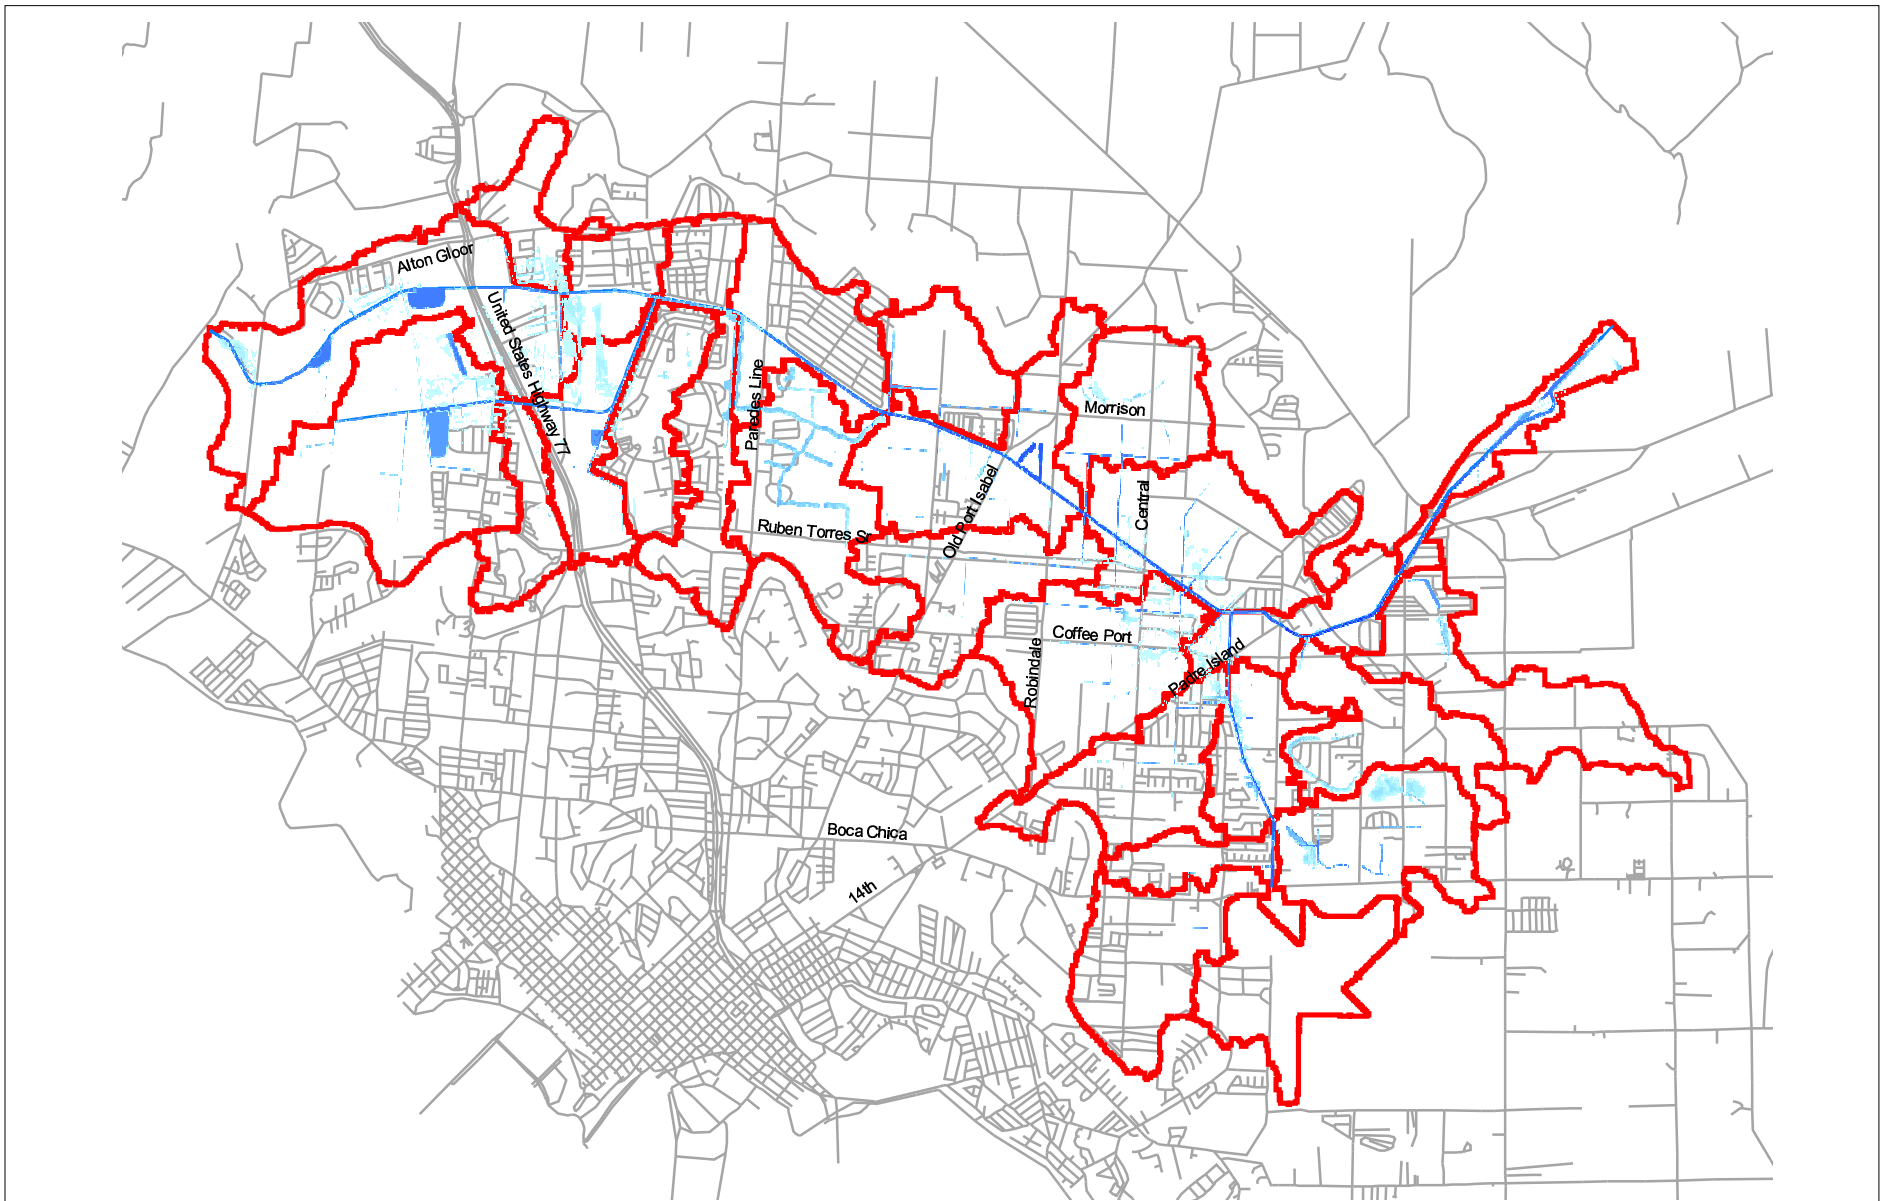 Alton Gloor
United States Highway 77
Paredes Line
Morrison
Old Port Isabel
Central
Ruben Torres S
Coffee Port
Robindale
Padre Island
Boca Chica
14th